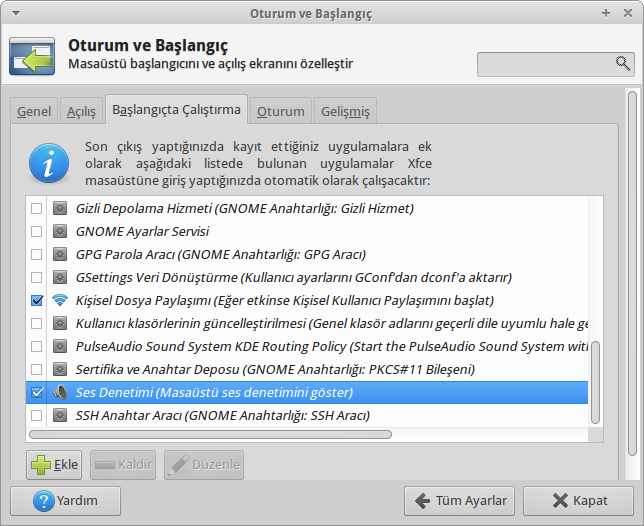 Oturum ve Başlangıç
Oturum ve Başlangıç
Masaüstü başlangıcını ve açılış ekranını özelleştir
Genel
Açılış
Başlangıçta Çalıştırma
Oturum
Gelişmiş
Son çıkış yaptığınızda kayıt ettiğiniz uygulamalara ek
olarak aşağıdaki listede bulunan uygulamalar Xfce
masaüstüne giriş yaptığınızda otomatik olarak çalışacaktır:
Gizli Depolama Hizmeti (GNOME Anahtarlığı: Gizli Hizmet)
GNOME Ayarlar Servisi
GPG Parola Aracı (GNOME Anahtarlığı: GPG Aracı)
GSettings Veri Dönüştürme (Kullanıcı ayarlarını GConf'dan dconf'a aktarır)
Kişisel Dosya Paylaşımı (Eğer etkinse Kişisel Kullanıcı Paylaşımını başlat)
Kullanıcı klasörlerinin güncelleştirilmesi (Genel klasör adlarını geçerli dile uyumlu hale ge
PulseAudio Sound System KDE Routing Policy (Start the PulseAudio Sound System with
Sertifika ve Anahtar Deposu (GNOME Anahtarlığı: PKCS#11 Bileşeni)
Ses Denetimi (Masaüstü ses denetimini göster)
SSH Anahtar Aracı (GNOME Anahtarlığı: SSH Aracı)
Ekle
Kaldır
Düzenle
Yardım
Tüm Ayarlar
Kapat